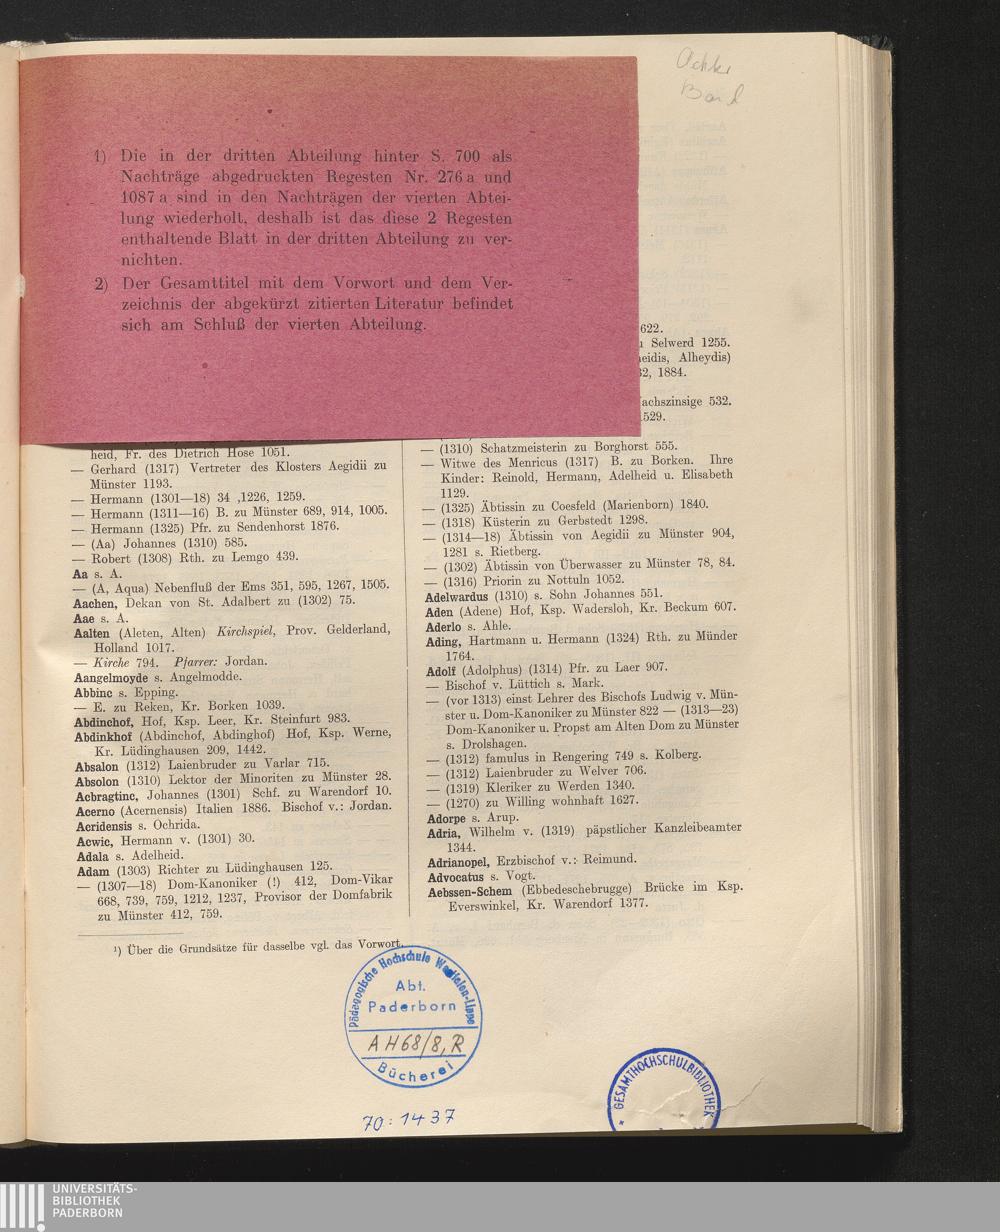 Achter
Band
1) Die in der dritten Abteilung hinter S. 700 als
Nachträge abgedruckten Regesten Nr. 276 a und
1087 a sind in den Nachträgen der vierten Abtei-
lung wiederholt, deshalb ist das diese 2 Regesten
enthaltende Blatt in der dritten Abteilung zu ver-
nichten.
2) Der Gesamttitel mit dem Vorwort und dem Ver-
zeichnis der abgekürzt zitierten Literatur befindet
sich am Schluß der vierten Abteilung.
heid, Fr. des Dietrich Hose 1051.
— Gerhard (1317) Vertreter des Klosters Aegidii zu
Münster 1193.
— Hermann (1301—18) 34 ,1226, 1259.
— Hermann (1311—16) B. zu Münster 689, 914, 1005.
— Hermann (1325) Pfr. zu Sendenhorst 1876.
— (Aa) Johannes (1310) 585.
— Robert (1308) Rth. zu Lemgo 439.
Aa s. A.
— (A, Aqua) Nebenfluß der Ems 351, 595, 1267, 1505.
Aachen, Dekan von St. Adalbert zu (1302) 75.
Aae s. A.
Aalten (Aleten, Alten) Kirchspiel, Prov. Gelderland,
Holland 1017.
— Kirche 794. Pfarrer: Jordan.
Aangelmoyde s. Angelmodde.
Abbinc s. Epping.
— E. zu Reken, Kr. Borken 1039.
Abdinchof, Hof, Ksp. Leer, Kr. Steinfurt 983.
Abdinkhof (Abdinchof, Abdinghof) Hof, Ksp. Werne,
Kr. Lüdinghausen 209, 1442.
Absalon (1312) Laienbruder zu Varlar 715.
Absolon (1310) Lektor der Minoriten zu Münster 28.
Acbragtinc, Johannes (1301) Schf. zu Warendorf 10.
Acerno (Acernensis) Italien 1886. Bischof v.: Jordan.
Acridensis s. Ochrida.
Acwic, Hermann v. (1301) 30.
Adala s. Adelheid.
Adam (1303) Richter zu Lüdinghausen 125.
— (1307—18) Dom-Kanoniker (!) 412, Dom-Vikar
668, 739, 759, 1212, 1237, Provisor der Domfabrik
zu Münster 412, 759.
622.
Selwerd 1255.
eidis, Alheydis)
32, 1884.
achszinsige 532.
1529.
— (1310) Schatzmeisterin zu Borghorst 555.
— Witwe des Menricus (1317) B. zu Borken. Ihre
Kinder: Reinold, Hermann, Adelheid u. Elisabeth
1129.
— (1325) Äbtissin zu Coesfeld (Marienborn) 1840.
— (1318) Küsterin zu Gerbstedt 1298.
— (1314—18) Äbtissin von Aegidii zu Münster 904,
1281 s. Rietberg.
— (1302) Äbtissin von Überwasser zu Münster 78, 84.
— (1316) Priorin zu Nottuln 1052.
Adelwardus (1310) s. Sohn Johannes 551.
Aden (Adene) Hof, Ksp. Wadersloh, Kr. Beckum 607.
Aderlo s. Ahle.
Ading, Hartmann u. Hermann (1324) Rth. zu Münder
1764.
Adolf (Adolphus) (1314) Pfr. zu Laer 907.
— Bischof v. Lüttich s. Mark.
— (vor 1313) einst Lehrer des Bischofs Ludwig v. Mün-
ster u. Dom-Kanoniker zu Münster 822 — (1313—23)
Dom-Kanoniker u. Propst am Alten Dom zu Münster
s. Drolshagen.
— (1312) famulus in Rengering 749 s. Kolberg.
— (1312) Laienbruder zu Welver 706.
— (1319) Kleriker zu Werden 1340.
— (1270) zu Willing wohnhaft 1627.
Adorpe s. Arup.
Adria, Wilhelm v. (1319) päpstlicher Kanzleibeamter
1344.
Adrianopel, Erzbischof v.: Reimund.
Advocatus s. Vogt.
Aebssen-Schem (Ebbedeschebrugge) Brücke im Ksp.
Everswinkel, Kr. Warendorf 1377.
¹) Über die Grundsätze für dasselbe vgl. das Vorwort.
Pädagogische Hochschule Westfalen-Lippe
Abt.
Paderborn
A H68/8,R
Bücherei
70:1437
GESAMTHOCHSCHULBIBLIOTHEK
UNIVERSITÄTS-
BIBLIOTHEK
PADERBORN